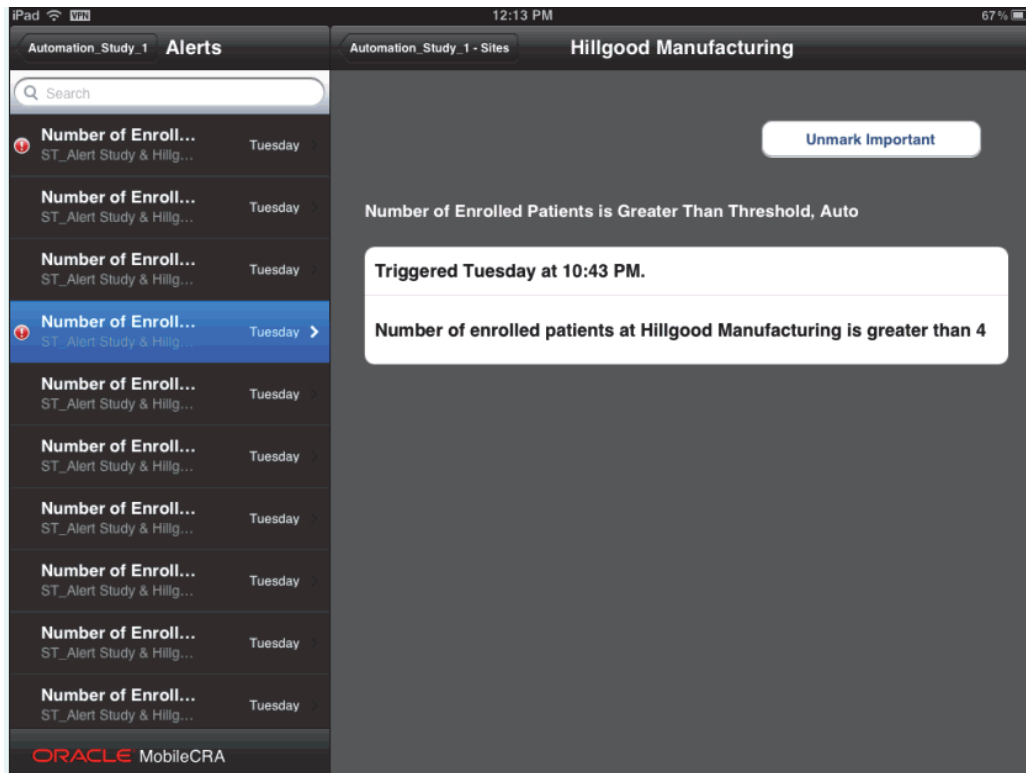 iPad VPN 12:13 PM 67%
Automation_Study_1 Alerts
Automation_Study_1 - Sites Hillgood Manufacturing
Search
Number of Enroll...
Tuesday
ST_Alert Study & Hillg...
Number of Enroll...
Tuesday
ST_Alert Study & Hillg...
Number of Enroll...
Tuesday
ST_Alert Study & Hillg...
Number of Enroll...
Tuesday
ST_Alert Study & Hillg...
Number of Enroll...
Tuesday
ST_Alert Study & Hillg...
Number of Enroll...
Tuesday
ST_Alert Study & Hillg...
Number of Enroll...
Tuesday
ST_Alert Study & Hillg...
Number of Enroll...
Tuesday
ST_Alert Study & Hillg...
Number of Enroll...
Tuesday
ST_Alert Study & Hillg...
Number of Enroll...
Tuesday
ST_Alert Study & Hillg...
ORACLE MobileCRA
Unmark Important
Number of Enrolled Patients is Greater Than Threshold, Auto
Triggered Tuesday at 10:43 PM.
Number of enrolled patients at Hillgood Manufacturing is greater than 4